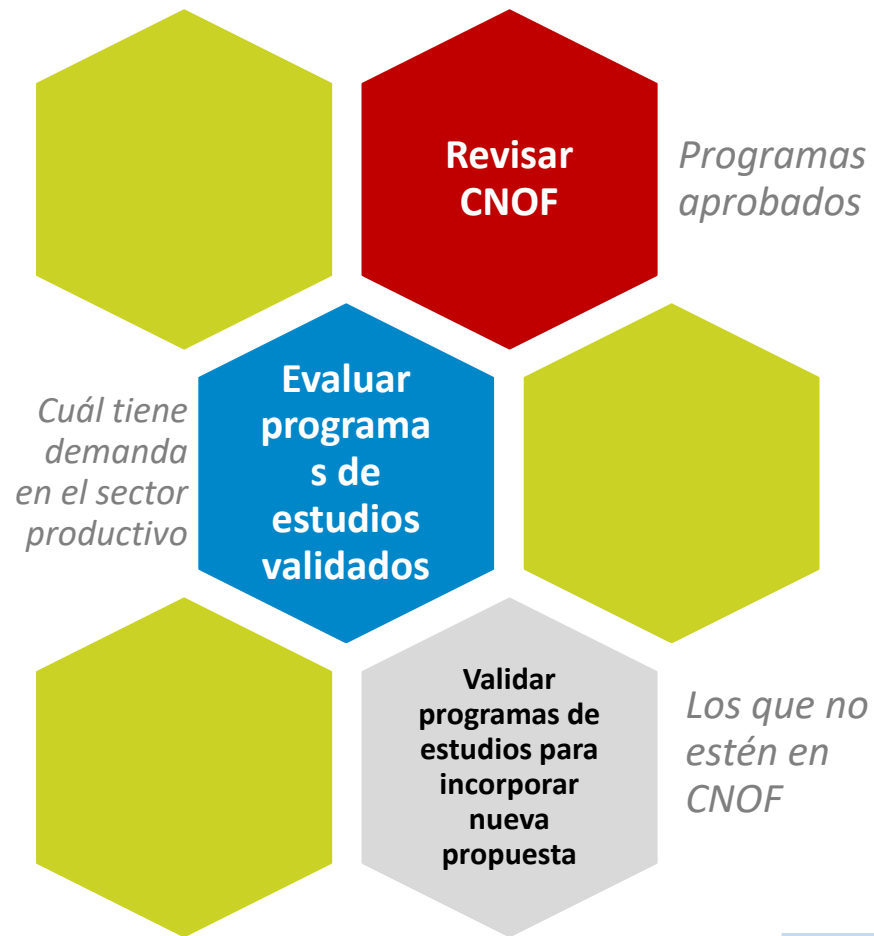 Revisar
CNOF
Programas
aprobados
Cuál tiene
demanda
en el sector
productivo
Evaluar
programa
s de
estudios
validados
Validar
programas de
estudios para
incorporar
nueva
propuesta
Los que no
estén en
CNOF